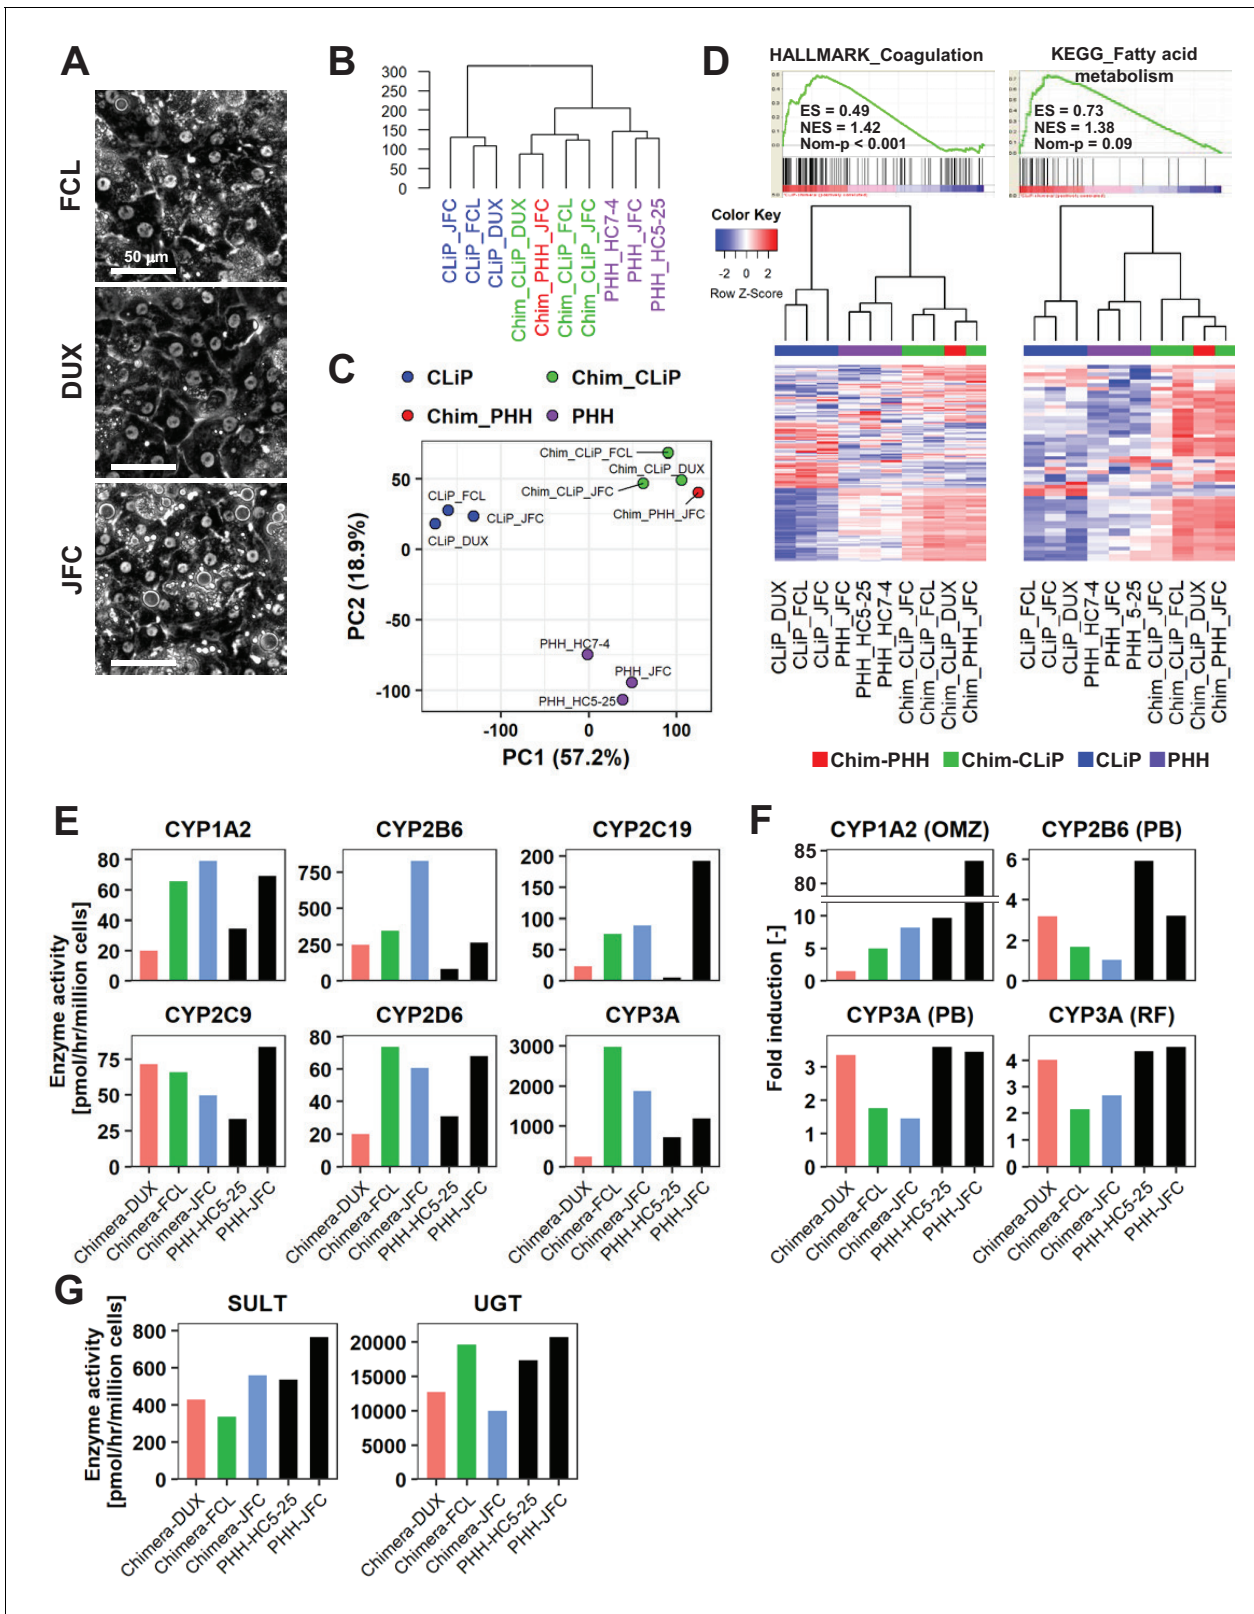 A
FCL
50 μm
DUX
JFC
B
300
250
200
150
100
50
0
CLiP_JFC
CLiP_FCL
CLiP_DUX
Chim_CLiP_DUX
Chim_PHH_JFC
Chim_CLiP_FCL
Chim_CLiP_JFC
PHH_HC7-4
PHH_JFC
PHH_HC5-25
C
CLiP
Chim_CLiP
Chim_PHH
PHH
Chim_CLiP_FCL
Chim_CLiP_DUX
Chim_CLiP_JFC
Chim_PHH_JFC
CLiP_FCL
CLiP_JFC
CLiP_DUX
PHH_HC7-4
PHH_JFC
PHH_HC5-25
50
0
-50
-100
PC2 (18.9%)
-100
0
100
PC1 (57.2%)
D
HALLMARK_Coagulation
ES = 0.49
NES = 1.42
Nom-p < 0.001
KEGG_Fatty acid
metabolism
ES = 0.73
NES = 1.38
Nom-p = 0.09
Color Key
-2 0 2
Row Z-Score
CLiP_DUX
CLiP_FCL
CLiP_JFC
PHH_JFC
PHH_HC5-25
PHH_HC7-4
Chim_CLiP_JFC
Chim_CLiP_FCL
Chim_CLiP_DUX
Chim_PHH_JFC
CLiP_FCL
CLiP_JFC
CLiP_DUX
PHH_HC7-4
PHH_JFC
PHH_5-25
Chim_CLiP_JFC
Chim_CLiP_FCL
Chim_CLiP_DUX
Chim_PHH_JFC
Chim-PHH
Chim-CLiP
CLiP
PHH
E
Enzyme activity
[pmol/hr/million cells]
CYP1A2
80
60
40
20
0
CYP2B6
750
500
250
0
CYP2C19
200
150
100
50
0
CYP2C9
75
50
25
0
CYP2D6
80
60
40
20
0
CYP3A
3000
2000
1000
0
Chimera-DUX
Chimera-FCL
Chimera-JFC
PHH-HC5-25
PHH-JFC
Chimera-DUX
Chimera-FCL
Chimera-JFC
PHH-HC5-25
PHH-JFC
Chimera-DUX
Chimera-FCL
Chimera-JFC
PHH-HC5-25
PHH-JFC
F
Fold induction [-]
CYP1A2 (OMZ)
85
80
10
5
0
CYP2B6 (PB)
6
4
2
0
CYP3A (PB)
3
2
1
0
CYP3A (RF)
4
3
2
1
0
Chimera-DUX
Chimera-FCL
Chimera-JFC
PHH-HC5-25
PHH-JFC
Chimera-DUX
Chimera-FCL
Chimera-JFC
PHH-HC5-25
PHH-JFC
G
Enzyme activity
[pmol/hr/million cells]
SULT
800
600
400
200
0
UGT
20000
15000
10000
5000
0
Chimera-DUX
Chimera-FCL
Chimera-JFC
PHH-HC5-25
PHH-JFC
Chimera-DUX
Chimera-FCL
Chimera-JFC
PHH-HC5-25
PHH-JFC